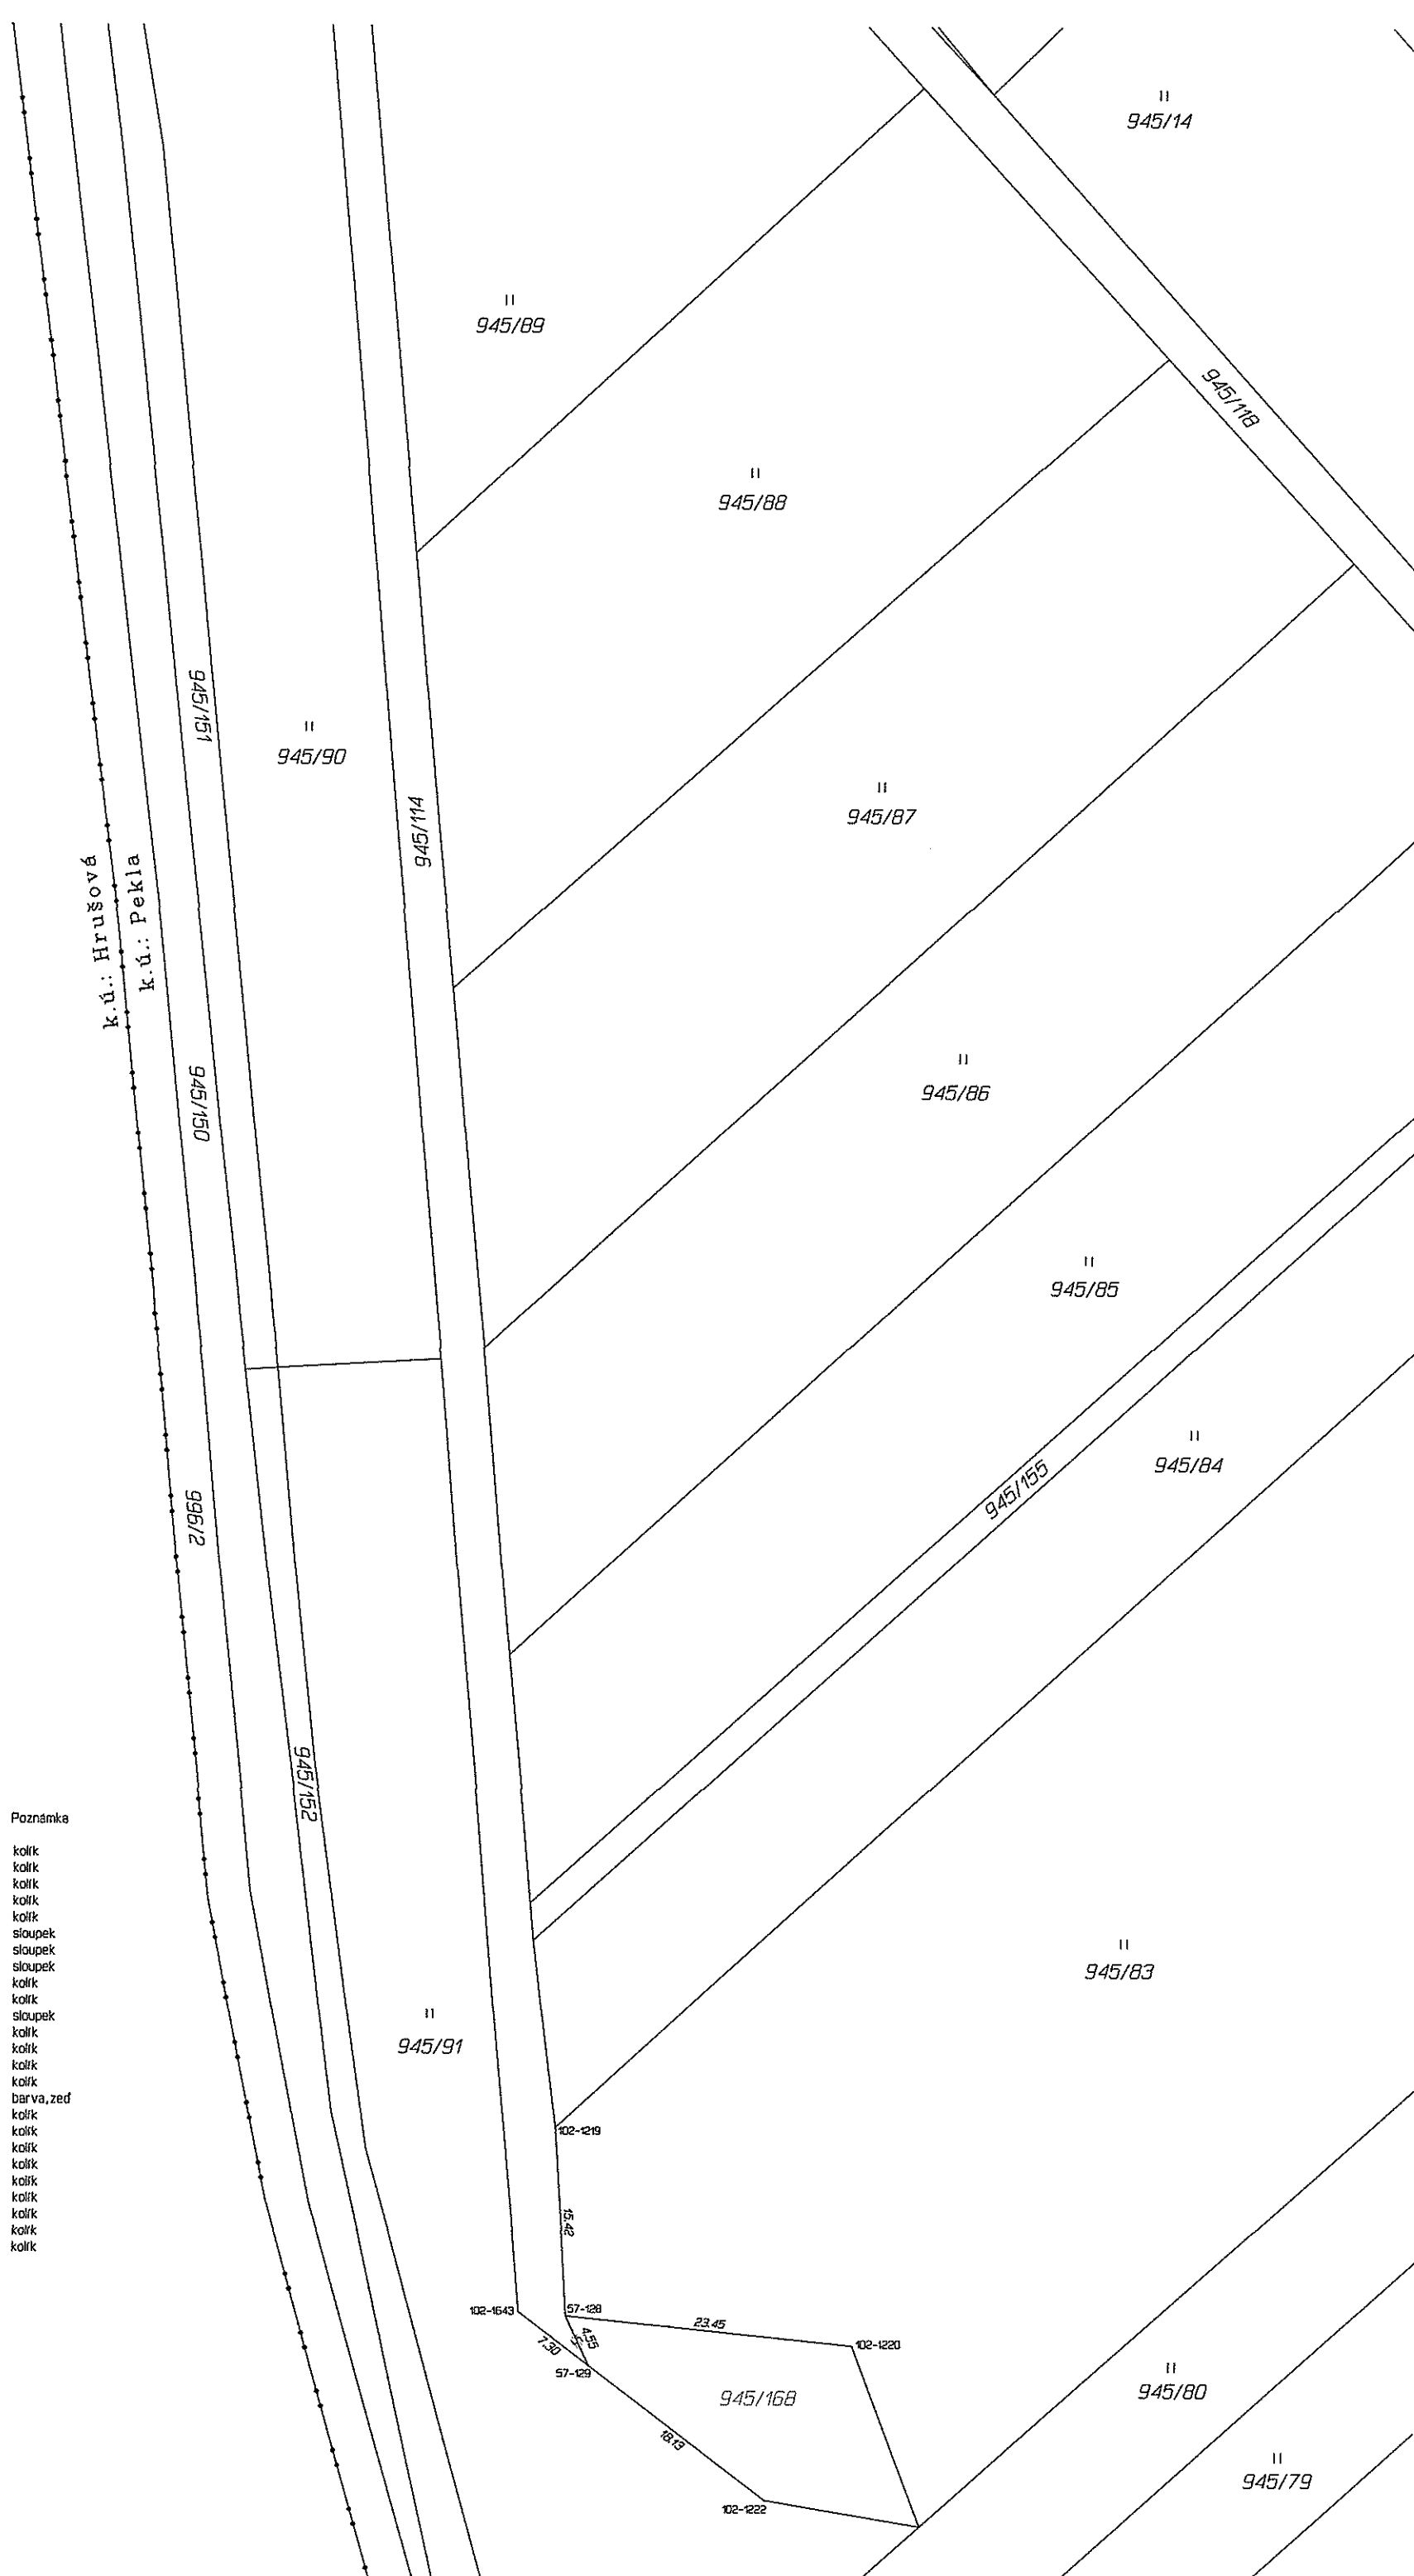 945/14
945/89
945/118
945/88
945/151
945/90
945/114
945/87
k.ú.: Hrušová
k.ú.: Pekla
945/150
945/86
945/85
945/84
945/155
996/2
945/152
Poznámka
kolík
kolík
kolík
kolík
kolík
sloupek
sloupek
sloupek
kolík
kolík
sloupek
kolík
kolík
kolík
kolík
barva,zeď
kolík
kolík
kolík
kolík
kolík
kolík
kolík
kolík
kolík
945/83
945/91
102-1219
15.42
102-1643
57-128
23.45
4.55
7.30
102-1220
57-129
945/168
945/80
18.13
945/79
102-1222